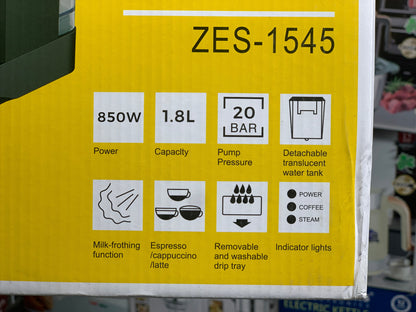 ZES-1545
850W
1.8L
20
BAR
Power
Capacity
Pump
Pressure
Detachable
translucent
water tank
POWER
COFFEE
STEAM
Milk-frothing
function
Espresso
/cappuccino
/latte
Removable
and washable
drip tray
Indicator lights
ELECTRIC KETTLE